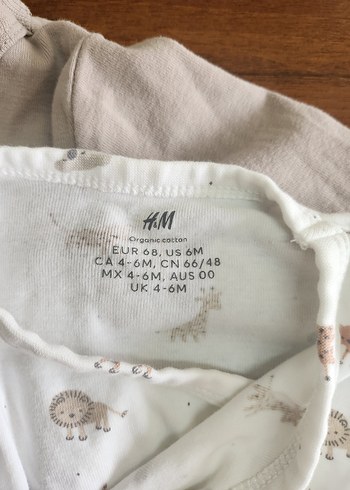 H&M
Organic cotton
EUR 68, US 6M
CA 4-6M, CN 66/48
MX 4-6M, AUS 00
UK 4-6M